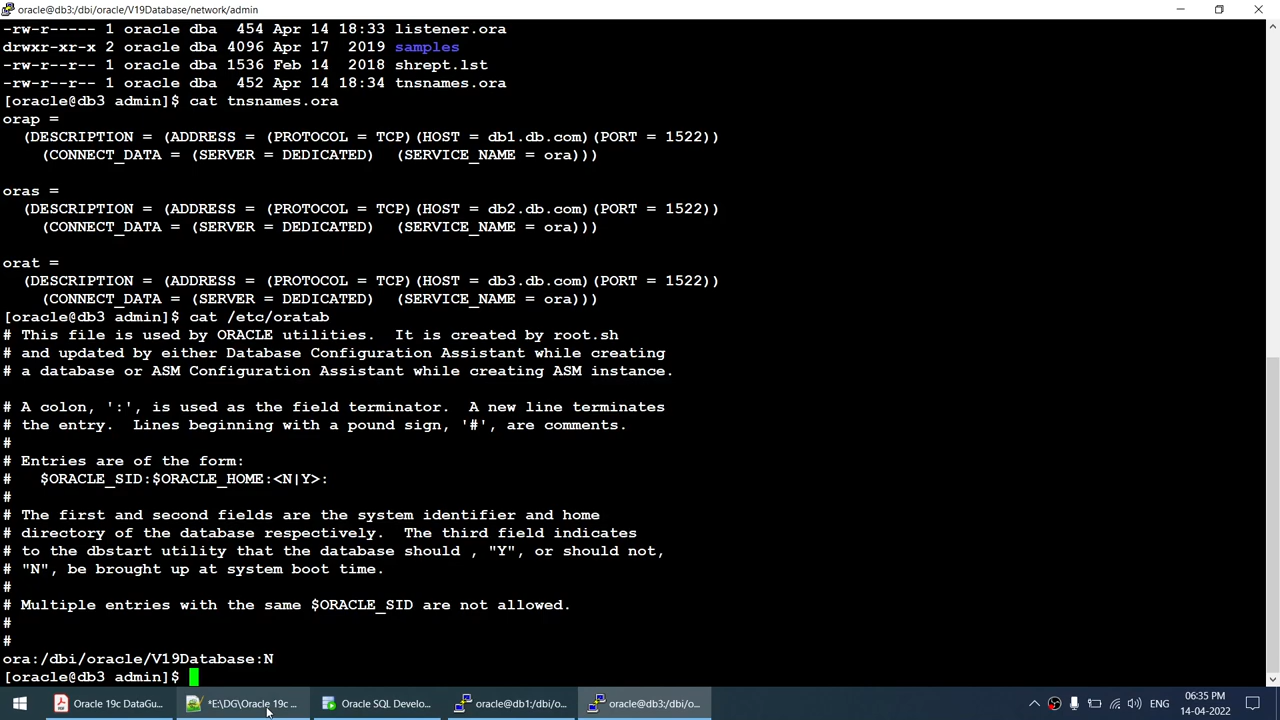 oracle@db3:/dbi/oracle/V19Database/network/admin
-rw-r----- 1 oracle dba  454 Apr 14 18:33 listener.ora
drwxr-xr-x 2 oracle dba 4096 Apr 17  2019 samples
-rw-r--r-- 1 oracle dba 1536 Feb 14  2018 shrept.lst
-rw-r--r-- 1 oracle dba  452 Apr 14 18:34 tnsnames.ora
[oracle@db3 admin]$ cat tnsnames.ora
orap =
  (DESCRIPTION = (ADDRESS = (PROTOCOL = TCP)(HOST = db1.db.com)(PORT = 1522))
    (CONNECT_DATA = (SERVER = DEDICATED)  (SERVICE_NAME = ora)))
oras =
  (DESCRIPTION = (ADDRESS = (PROTOCOL = TCP)(HOST = db2.db.com)(PORT = 1522))
    (CONNECT_DATA = (SERVER = DEDICATED)  (SERVICE_NAME = ora)))
orat =
  (DESCRIPTION = (ADDRESS = (PROTOCOL = TCP)(HOST = db3.db.com)(PORT = 1522))
    (CONNECT_DATA = (SERVER = DEDICATED)  (SERVICE_NAME = ora)))
[oracle@db3 admin]$ cat /etc/oratab
# This file is used by ORACLE utilities.  It is created by root.sh
# and updated by either Database Configuration Assistant while creating
# a database or ASM Configuration Assistant while creating ASM instance.
# A colon, ':', is used as the field terminator.  A new line terminates
# the entry.  Lines beginning with a pound sign, '#', are comments.
#
# Entries are of the form:
#   $ORACLE_SID:$ORACLE_HOME:<N|Y>:
#
# The first and second fields are the system identifier and home
# directory of the database respectively.  The third field indicates
# to the dbstart utility that the database should , "Y", or should not,
# "N", be brought up at system boot time.
#
# Multiple entries with the same $ORACLE_SID are not allowed.
#
#
ora:/dbi/oracle/V19Database:N
[oracle@db3 admin]$
Oracle 19c DataGu...
*E:\DG\Oracle 19c ...
Oracle SQL Develo...
oracle@db1:/dbi/o...
oracle@db3:/dbi/o...
ENG
06:35 PM
14-04-2022